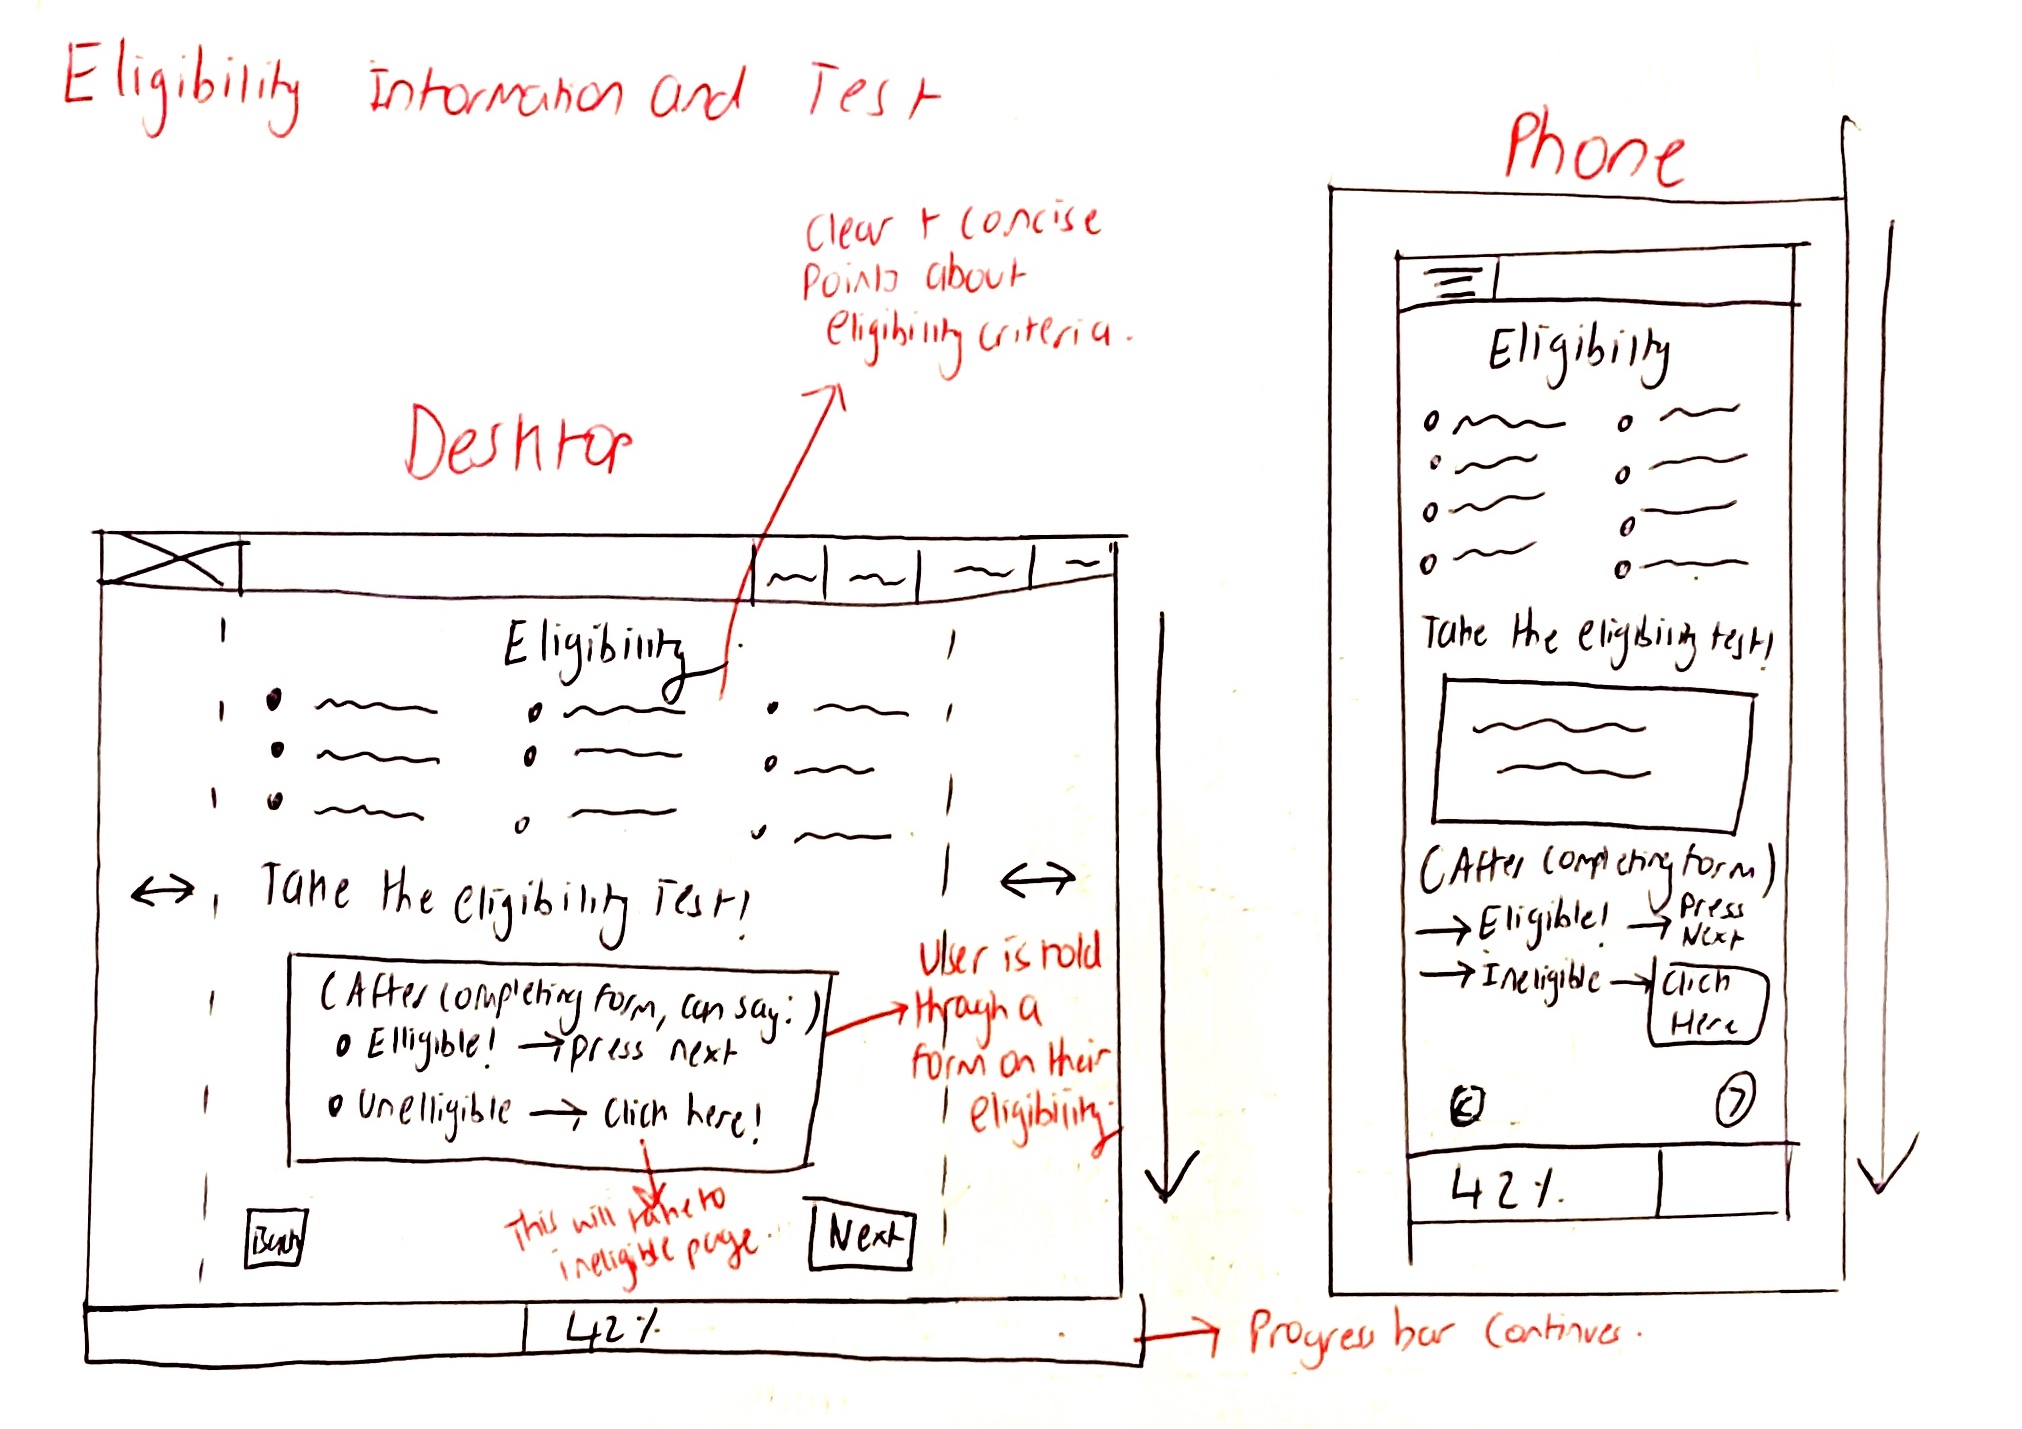 Eligibility Information and Test
Clear + concise
points about
eligibility criteria.
Desktop
Eligibility
Take the eligibility Test!
(After completing form, can say:)
Elligible! → press next
Unelligible → Click here!
User is told
through a
form on their
eligibility.
This will take to
ineligible page.
Back
Next
42%
Progress bar continues.
Phone
Eligibilty
Take the eligibility test!
(After completing form)
→ Eligible! → Press
Next
→ Ineligible → Click
Here
<
>
42%